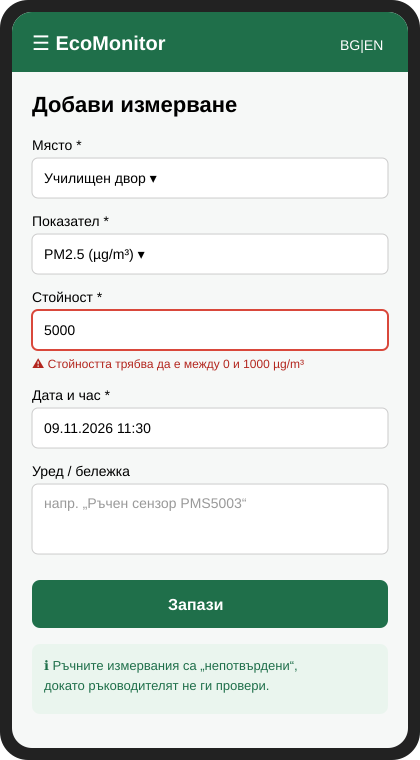 ☰ EcoMonitor
BG|EN
Добави измерване
Място *
Училищен двор ▾
Показател *
PM2.5 (µg/m³) ▾
Стойност *
5000
⚠ Стойността трябва да е между 0 и 1000 µg/m³
Дата и час *
09.11.2026 11:30
Уред / бележка
напр. „Ръчен сензор PMS5003“
Запази
ℹ Ръчните измервания са „непотвърдени“,
докато ръководителят не ги провери.